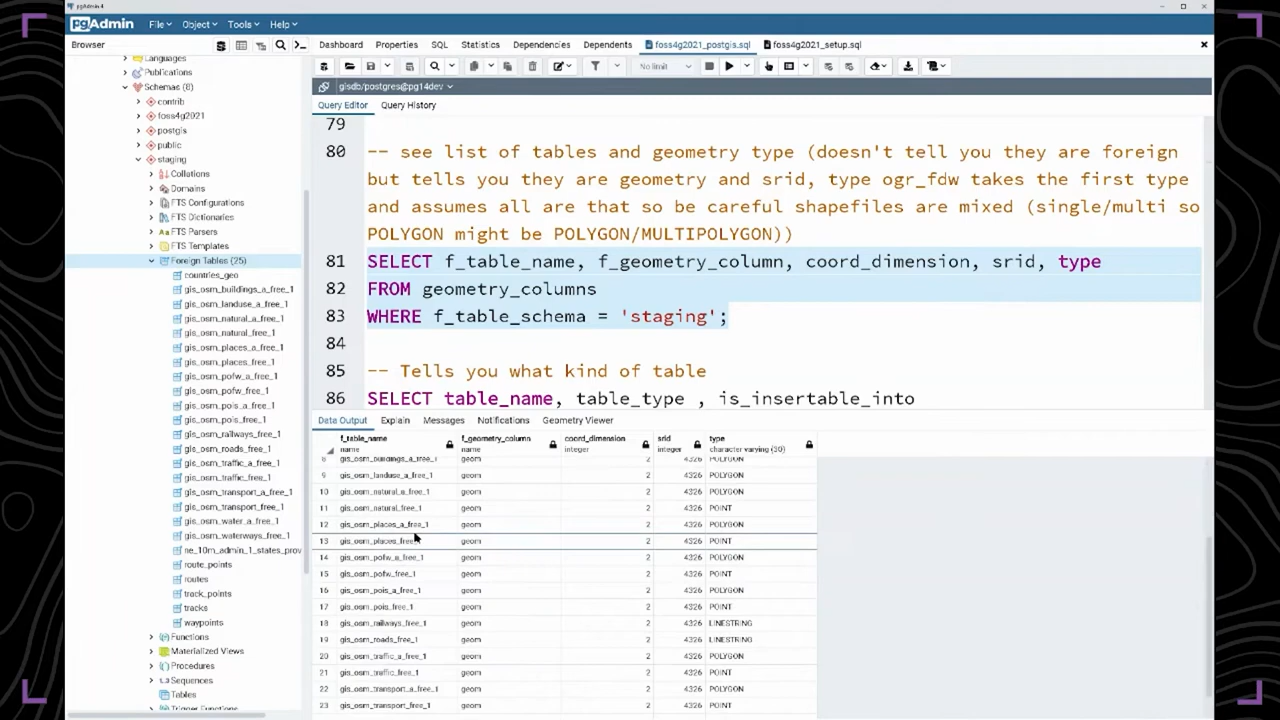 pgAdmin 4
pgAdmin File Object Tools Help
Browser
Dashboard Properties SQL Statistics Dependencies Dependents foss4g2021_postgis.sql foss4g2021_setup.sql
No limit
gisdb/postgres@pg14dev
Query Editor Query History
Languages
Publications
Schemas (8)
contrib
foss4g2021
postgis
public
staging
Collations
Domains
FTS Configurations
FTS Dictionaries
FTS Parsers
FTS Templates
Foreign Tables (25)
countries_geo
gis_osm_buildings_a_free_1
gis_osm_landuse_a_free_1
gis_osm_natural_a_free_1
gis_osm_natural_free_1
gis_osm_places_a_free_1
gis_osm_places_free_1
gis_osm_pofw_a_free_1
gis_osm_pofw_free_1
gis_osm_pois_a_free_1
gis_osm_pois_free_1
gis_osm_railways_free_1
gis_osm_roads_free_1
gis_osm_traffic_a_free_1
gis_osm_traffic_free_1
gis_osm_transport_a_free_1
gis_osm_transport_free_1
gis_osm_water_a_free_1
gis_osm_waterways_free_1
ne_10m_admin_1_states_prov
route_points
routes
track_points
tracks
waypoints
Functions
Materialized Views
Procedures
Sequences
Tables
Trigger Functions
79
80 -- see list of tables and geometry type (doesn't tell you they are foreign
but tells you they are geometry and srid, type ogr_fdw takes the first type
and assumes all are that so be careful shapefiles are mixed (single/multi so
POLYGON might be POLYGON/MULTIPOLYGON))
81 SELECT f_table_name, f_geometry_column, coord_dimension, srid, type
82 FROM geometry_columns
83 WHERE f_table_schema = 'staging';
84
85 -- Tells you what kind of table
86 SELECT table_name, table_type , is_insertable_into
Data Output Explain Messages Notifications Geometry Viewer
f_table_name f_geometry_column coord_dimension srid type
name name integer integer character varying (30)
8 gis_osm_buildings_a_free_1 geom 2 4326 POLYGON
9 gis_osm_landuse_a_free_1 geom 2 4326 POLYGON
10 gis_osm_natural_a_free_1 geom 2 4326 POLYGON
11 gis_osm_natural_free_1 geom 2 4326 POINT
12 gis_osm_places_a_free_1 geom 2 4326 POLYGON
13 gis_osm_places_free_1 geom 2 4326 POINT
14 gis_osm_pofw_a_free_1 geom 2 4326 POLYGON
15 gis_osm_pofw_free_1 geom 2 4326 POINT
16 gis_osm_pois_a_free_1 geom 2 4326 POLYGON
17 gis_osm_pois_free_1 geom 2 4326 POINT
18 gis_osm_railways_free_1 geom 2 4326 LINESTRING
19 gis_osm_roads_free_1 geom 2 4326 LINESTRING
20 gis_osm_traffic_a_free_1 geom 2 4326 POLYGON
21 gis_osm_traffic_free_1 geom 2 4326 POINT
22 gis_osm_transport_a_free_1 geom 2 4326 POLYGON
23 gis_osm_transport_free_1 geom 2 4326 POINT